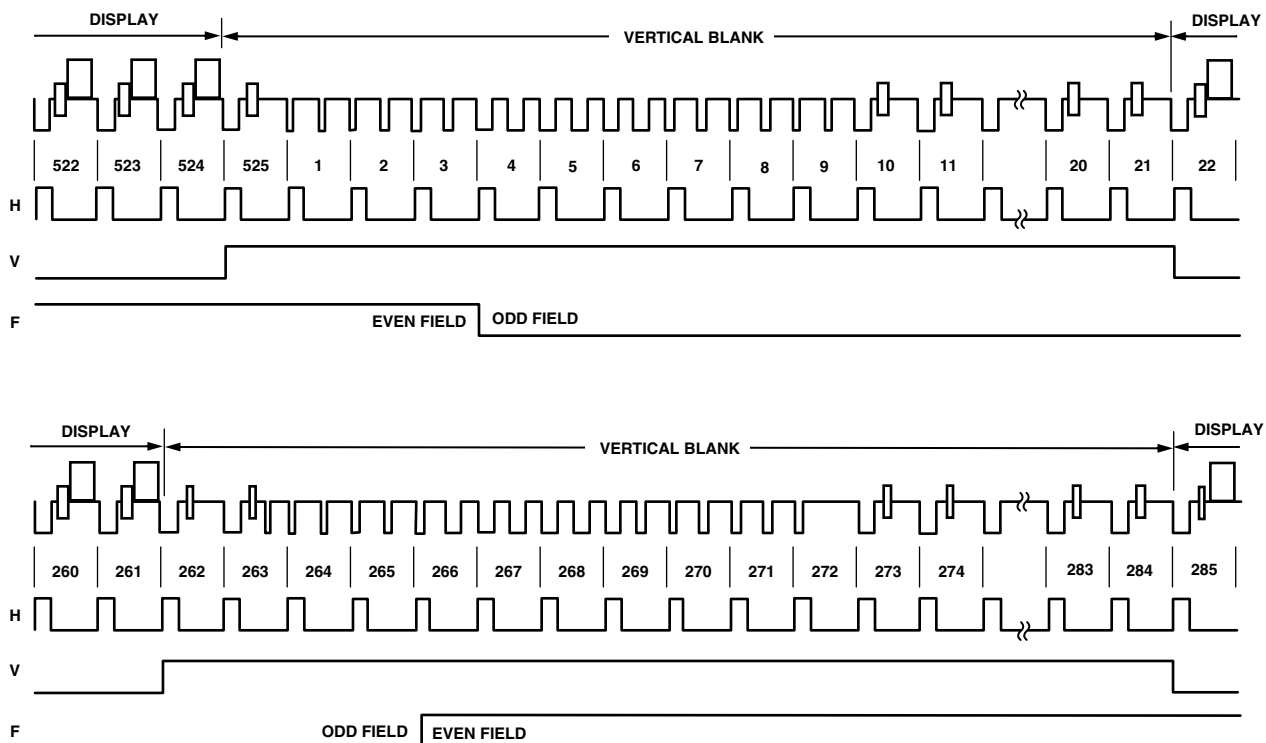 DISPLAY DISPLAY
VERTICAL BLANK
522 523 524 525 1 2 3 4 5 6 7 8 9 10 11 20 21 22
H
V
F
EVEN FIELD ODD FIELD
DISPLAY DISPLAY
VERTICAL BLANK
260 261 262 263 264 265 266 267 268 269 270 271 272 273 274 283 284 285
H
V
F
ODD FIELD EVEN FIELD